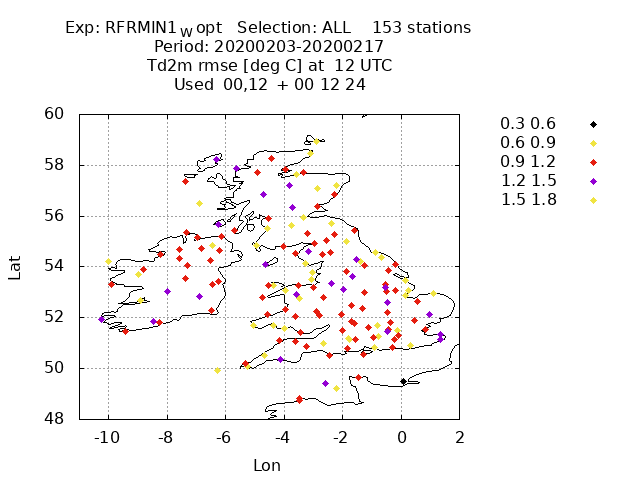 Exp: RFRMIN1wopt Selection: ALL 153 stations
Period: 20200203-20200217
Td2m rmse [deg C] at 12 UTC
Used 00,12 + 00 12 24
60
58
56
54
52
50
48
-10 -8 -6 -4 -2 0 2
Lat
Lon
0.3 0.6
0.6 0.9
0.9 1.2
1.2 1.5
1.5 1.8